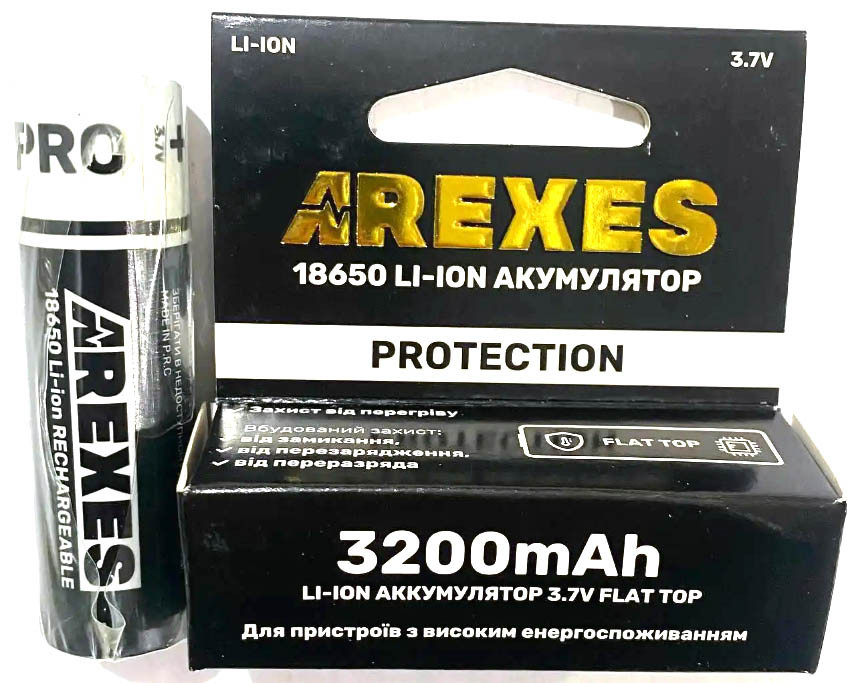 LI-ION
3.7V
AREXES
18650 LI-ION АКУМУЛЯТОР
PROTECTION
Захист від перегріву
Вбудований захист:
від замикання,
від перезарядження,
від переразряда
FLAT TOP
3200mAh
LI-ION АККУМУЛЯТОР 3.7V FLAT TOP
Для пристроїв з високим енергоспоживанням
PRO
3.7V +
AREXES
18650 Li-ion RECHARGEABLE
ЗБЕРІГАТИ В
MADE IN P.R.C